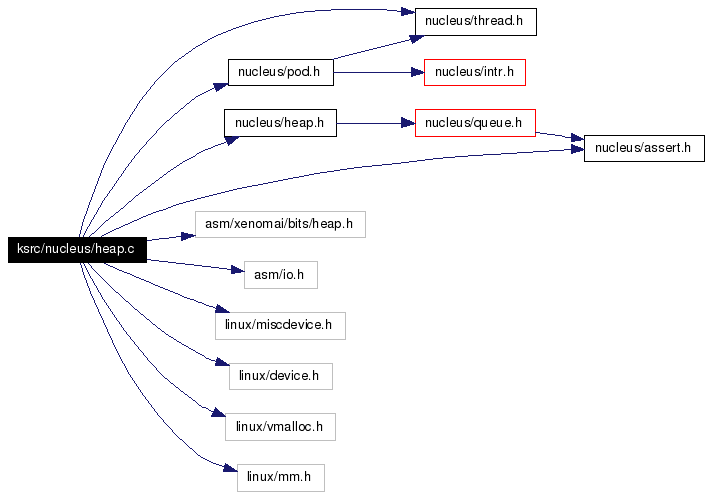 nucleus/thread.h
nucleus/pod.h
nucleus/intr.h
nucleus/heap.h
nucleus/queue.h
nucleus/assert.h
asm/xenomai/bits/heap.h
ksrc/nucleus/heap.c
asm/io.h
linux/miscdevice.h
linux/device.h
linux/vmalloc.h
linux/mm.h